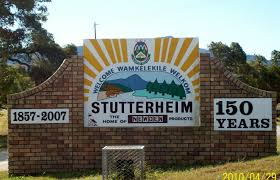 WELCOME WAMKELEKILE WELKOM
STUTTERHEIM
THE HOME OF
PRODUCTS
1857-2007
150
YEARS
2010/04/29